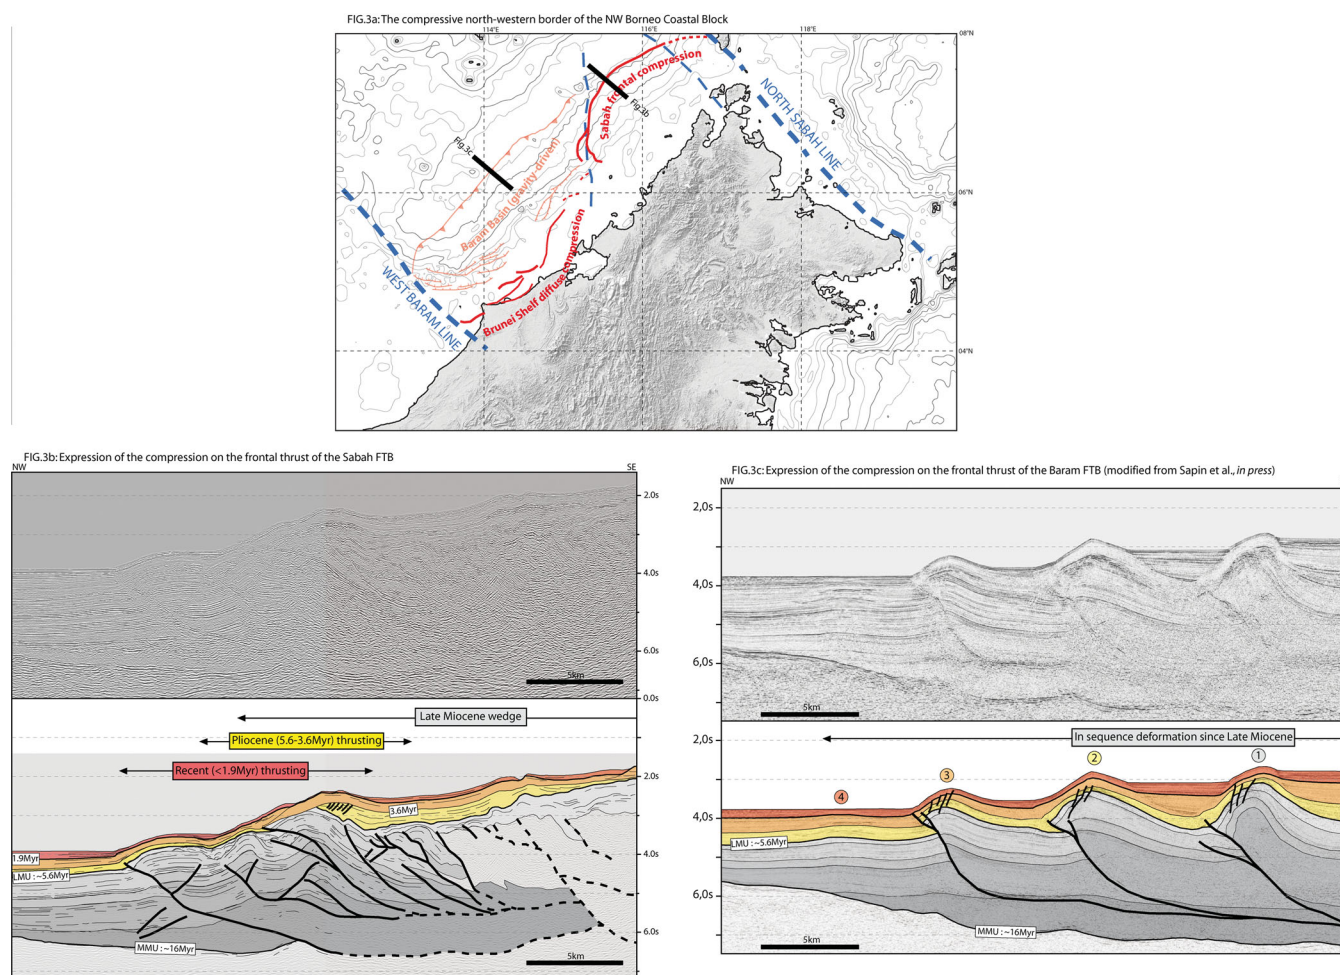 FIG.3a: The compressive north-western border of the NW Borneo Coastal Block
114°E
116°E
118°E
08°N
06°N
04°N
Sabah frontal compression
NORTH SABAH LINE
Fig.3b
Fig.3c
Baram Basin (gravity-driven)
Brunei Shelf diffuse compression
WEST BARAM LINE
FIG.3b: Expression of the compression on the frontal thrust of the Sabah FTB
NW
SE
2.0s
4.0s
6.0s
0.0s
5km
Late Miocene wedge
Pliocene (5.6-3.6Myr) thrusting
Recent (<1.9Myr) thrusting
2.0s
3.6Myr
1.9Myr
4.0s
LMU: ~5.6Myr
6.0s
MMU: ~16Myr
5km
FIG.3c: Expression of the compression on the frontal thrust of the Baram FTB (modified from Sapin et al., in press)
NW
2,0s
4,0s
6,0s
5km
2,0s
In sequence deformation since Late Miocene
1
2
3
4
4,0s
LMU: ~5.6Myr
6,0s
MMU: ~16Myr
5km